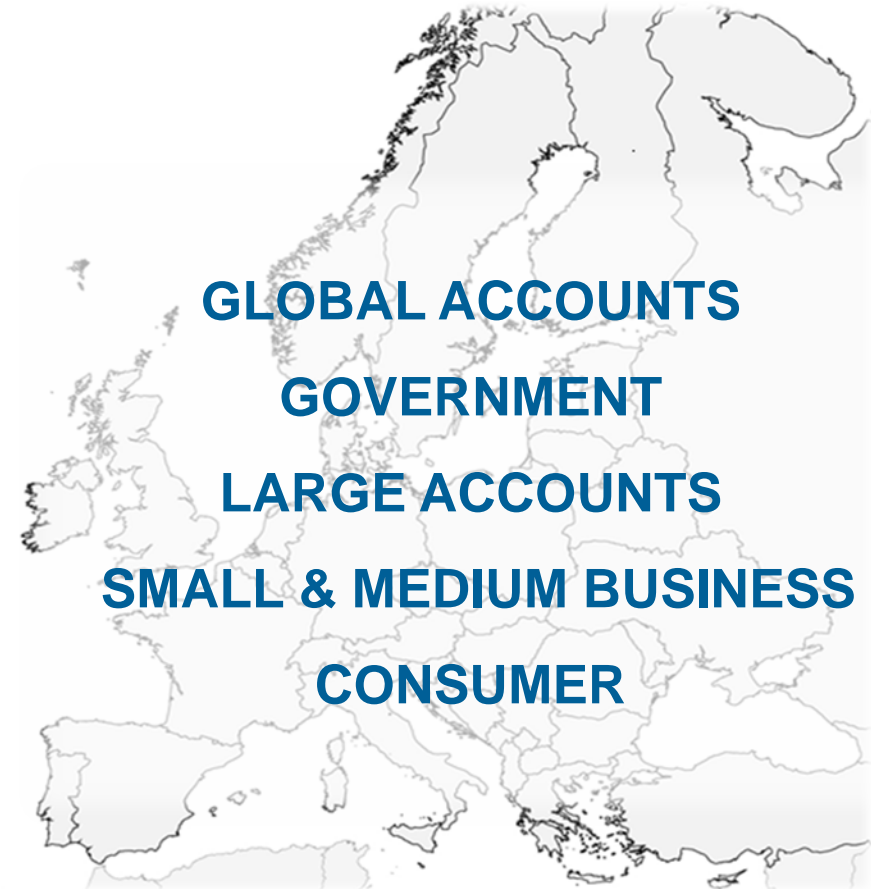 GLOBAL ACCOUNTS
GOVERNMENT
LARGE ACCOUNTS
SMALL & MEDIUM BUSINESS
CONSUMER